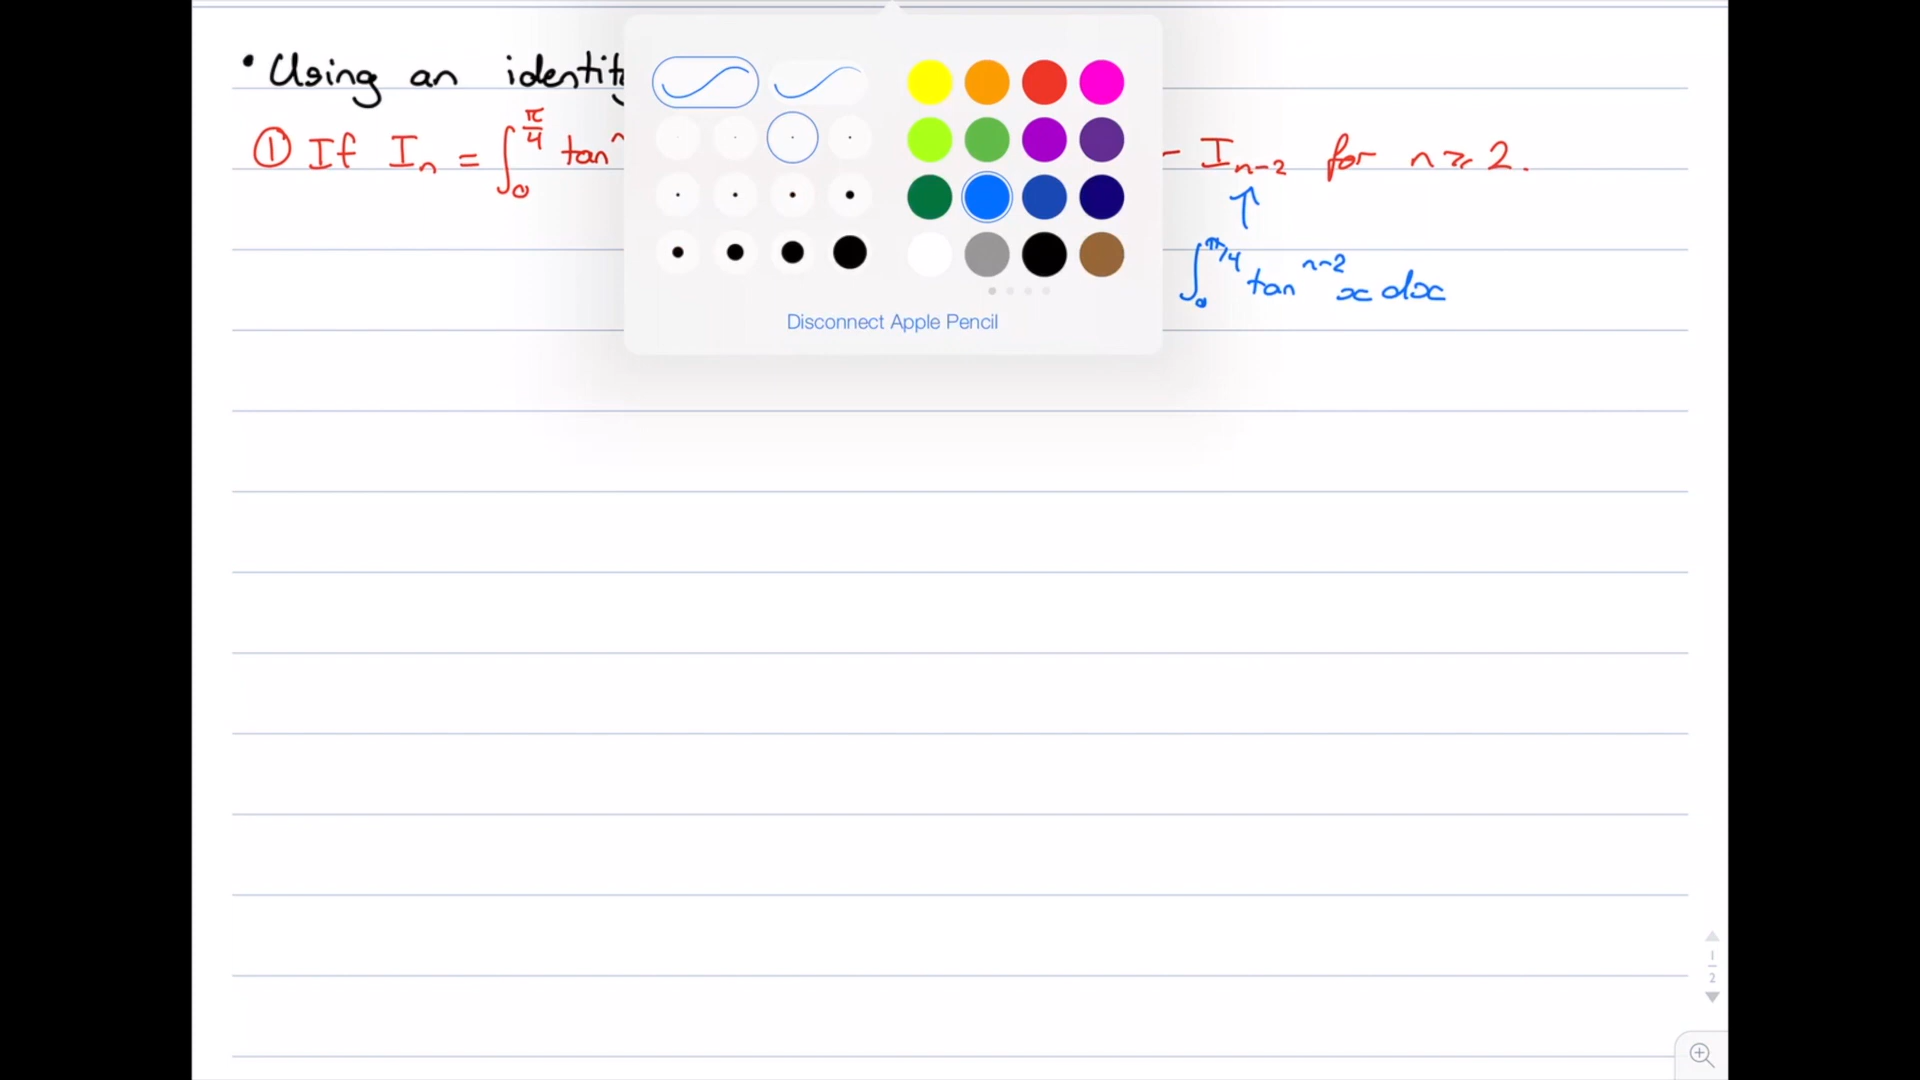 • Using an identit
① If Iₙ = ∫₀^(π/4) tanⁿ - Iₙ₋₂ for n ≥ 2.
↑
∫₀^(π/4) tanⁿ⁻² x dx
Disconnect Apple Pencil
1
2